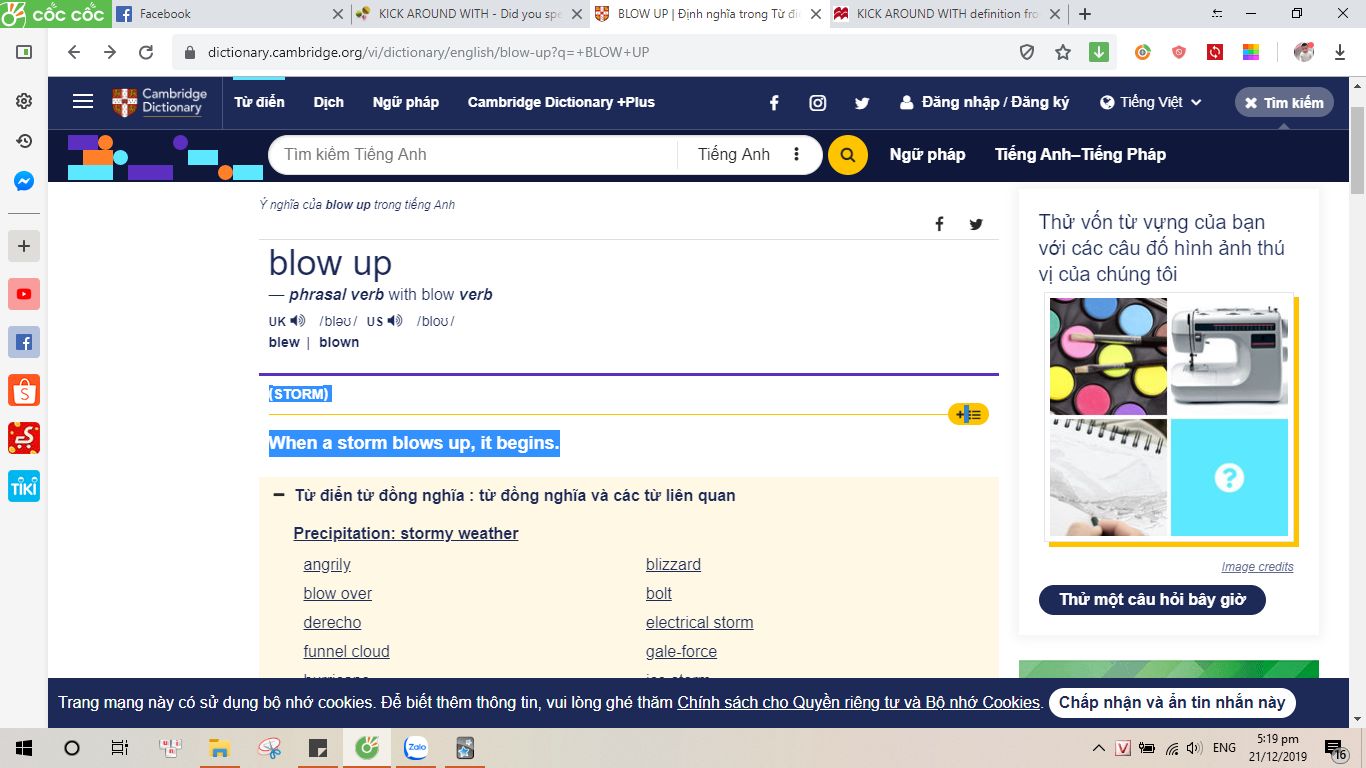 cốc cốc
Facebook
KICK AROUND WITH - Did you spe
BLOW UP | Định nghĩa trong Từ đi
KICK AROUND WITH definition fro
dictionary.cambridge.org/vi/dictionary/english/blow-up?q=+BLOW+UP
Cambridge
Dictionary
Từ điển
Dịch
Ngữ pháp
Cambridge Dictionary +Plus
Đăng nhập / Đăng ký
Tiếng Việt
Tìm kiếm
Tìm kiếm Tiếng Anh
Tiếng Anh
Ngữ pháp
Tiếng Anh–Tiếng Pháp
Ý nghĩa của blow up trong tiếng Anh
blow up
— phrasal verb with blow verb
UK /bləʊ/ US /bloʊ/
blew | blown
(STORM)
When a storm blows up, it begins.
Từ điển từ đồng nghĩa : từ đồng nghĩa và các từ liên quan
Precipitation: stormy weather
angrily
blizzard
blow over
bolt
derecho
electrical storm
funnel cloud
gale-force
Thử vốn từ vựng của bạn
với các câu đố hình ảnh thú
vị của chúng tôi
?
Image credits
Thử một câu hỏi bây giờ
Trang mạng này có sử dụng bộ nhớ cookies. Để biết thêm thông tin, vui lòng ghé thăm Chính sách cho Quyền riêng tư và Bộ nhớ Cookies.
Chấp nhận và ẩn tin nhắn này
TIKI
Zalo
V
ENG
5:19 pm
21/12/2019
16